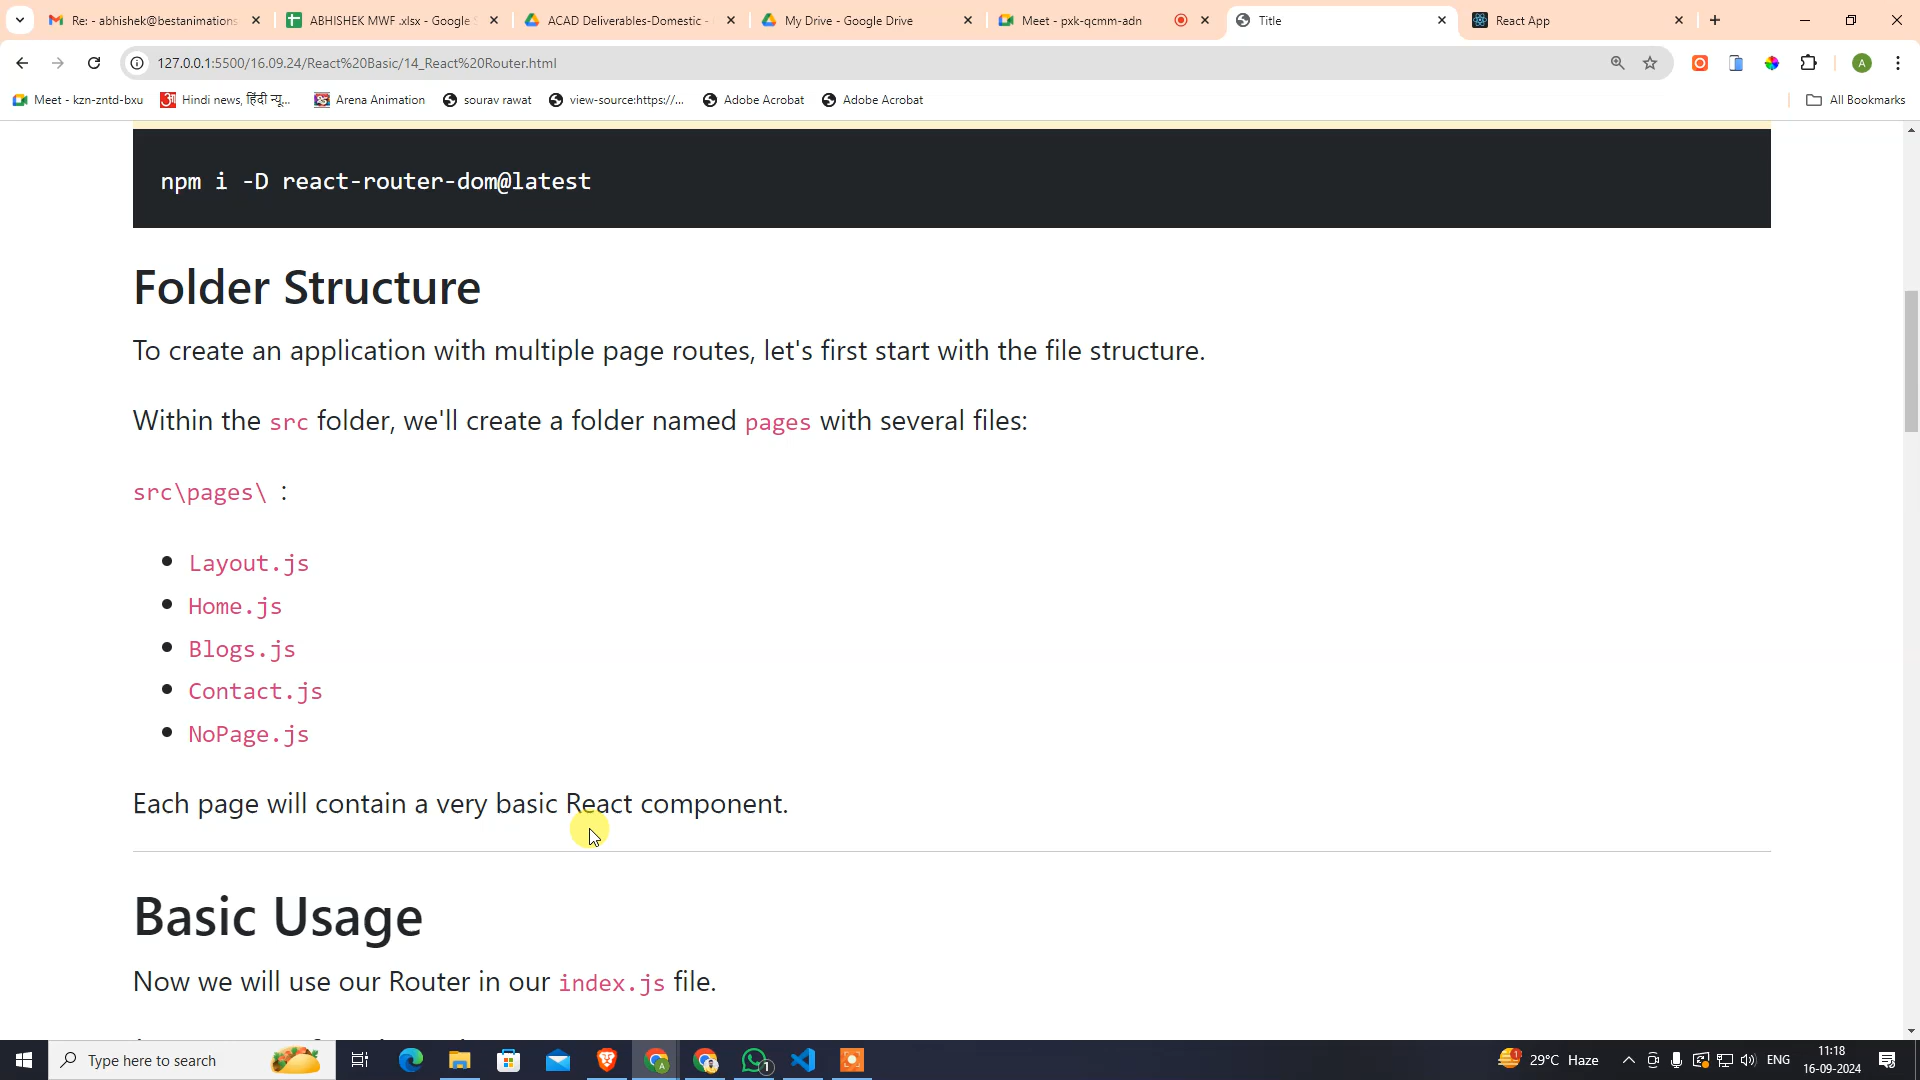 Re: - abhishek@bestanimations
ABHISHEK MWF .xlsx - Google S
ACAD Deliverables-Domestic -
My Drive - Google Drive
Meet - pxk-qcmm-adn
Title
React App
127.0.0.1:5500/16.09.24/React%20Basic/14_React%20Router.html
A
Meet - kzn-zntd-bxu
Hindi news, हिंदी न्यू...
Arena Animation
sourav rawat
view-source:https://...
Adobe Acrobat
Adobe Acrobat
All Bookmarks
npm i -D react-router-dom@latest
Folder Structure
To create an application with multiple page routes, let's first start with the file structure.
Within the src folder, we'll create a folder named pages with several files:
src\pages\ :
Layout.js
Home.js
Blogs.js
Contact.js
NoPage.js
Each page will contain a very basic React component.
Basic Usage
Now we will use our Router in our index.js file.
Type here to search
29°C Haze
ENG
11:18
16-09-2024